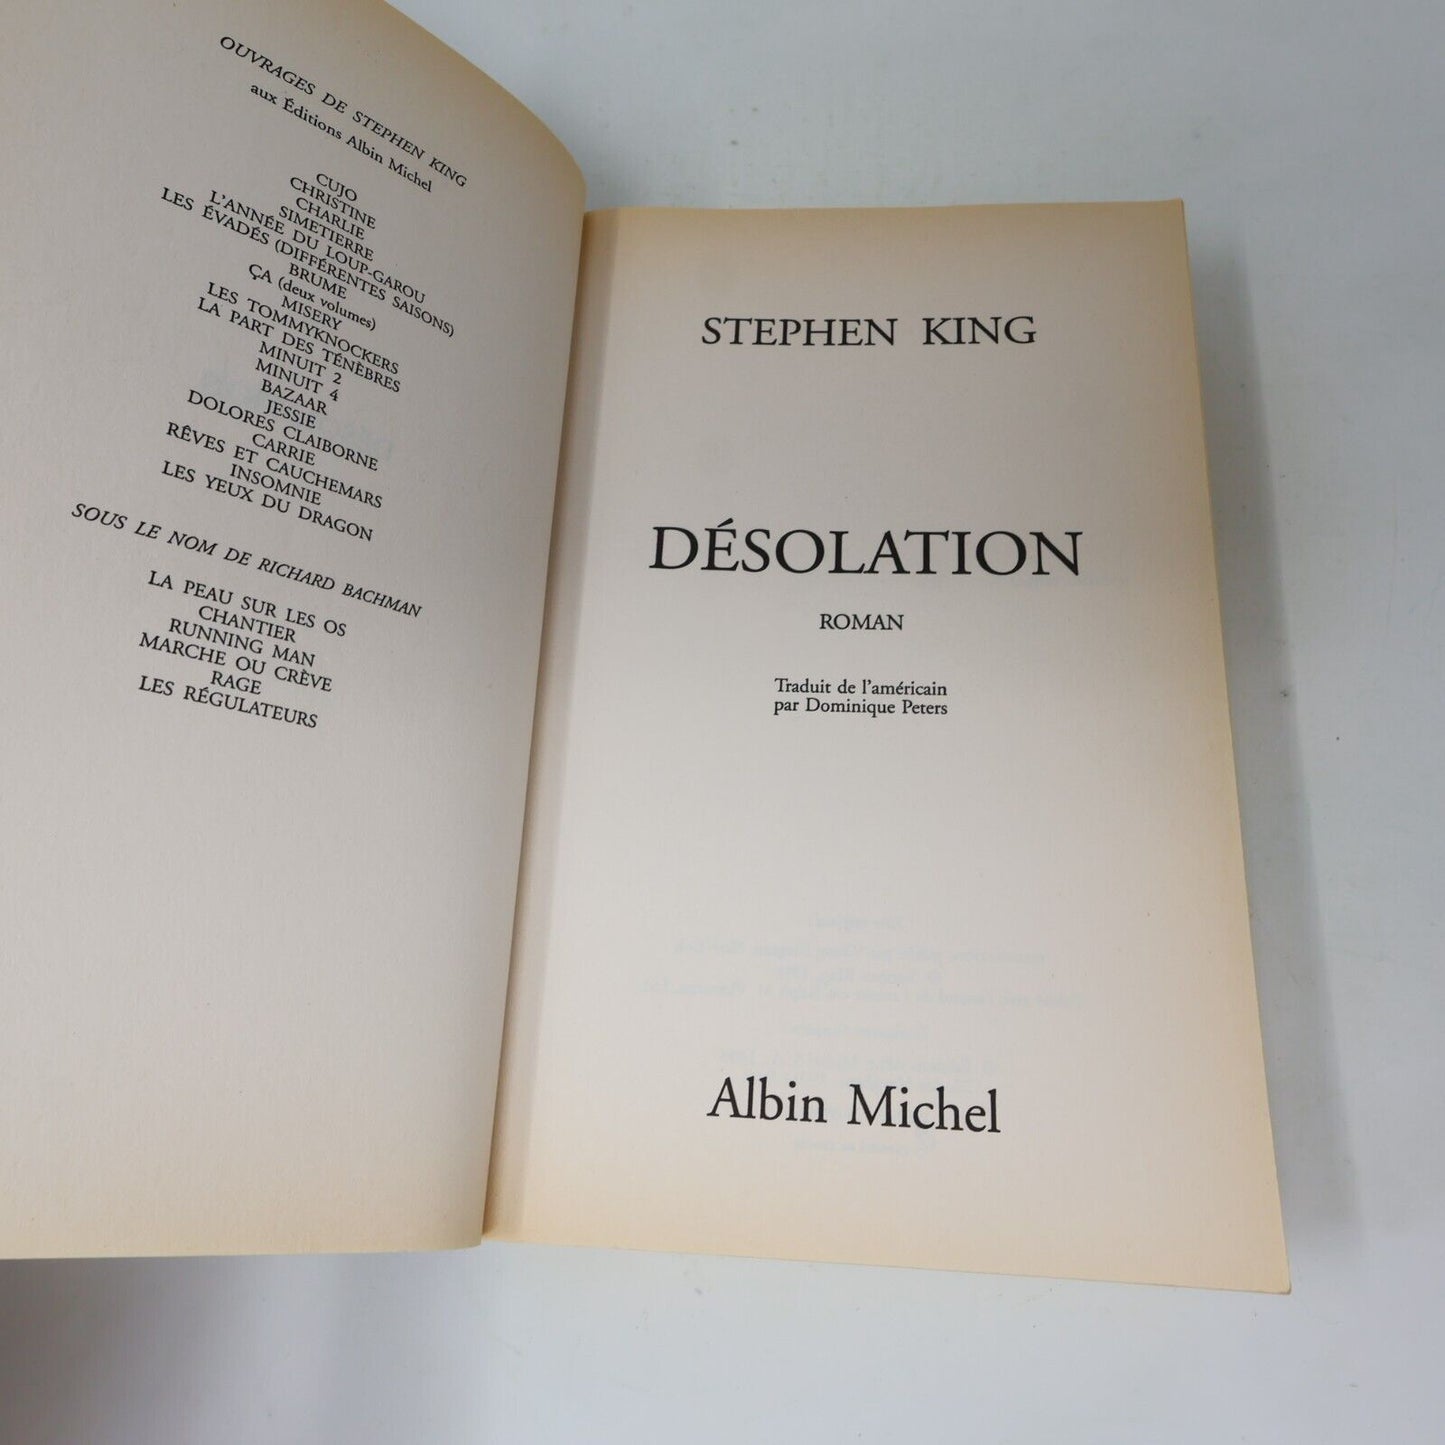 OUVRAGES DE STEPHEN KING
aux Éditions Albin Michel
CUJO
CHRISTINE
CHARLIE
SIMETIERRE
L'ANNÉE DU LOUP-GAROU
LES ÉVADÉS (DIFFÉRENTES SAISONS)
BRUME
ÇA (deux volumes)
MISERY
LES TOMMYKNOCKERS
LA PART DES TÉNÈBRES
MINUIT 2
MINUIT 4
BAZAAR
JESSIE
DOLORES CLAIBORNE
CARRIE
RÊVES ET CAUCHEMARS
INSOMNIE
LES YEUX DU DRAGON
SOUS LE NOM DE RICHARD BACHMAN
LA PEAU SUR LES OS
CHANTIER
RUNNING MAN
MARCHE OU CRÈVE
RAGE
LES RÉGULATEURS
STEPHEN KING
DÉSOLATION
ROMAN
Traduit de l'américain
par Dominique Peters
Albin Michel